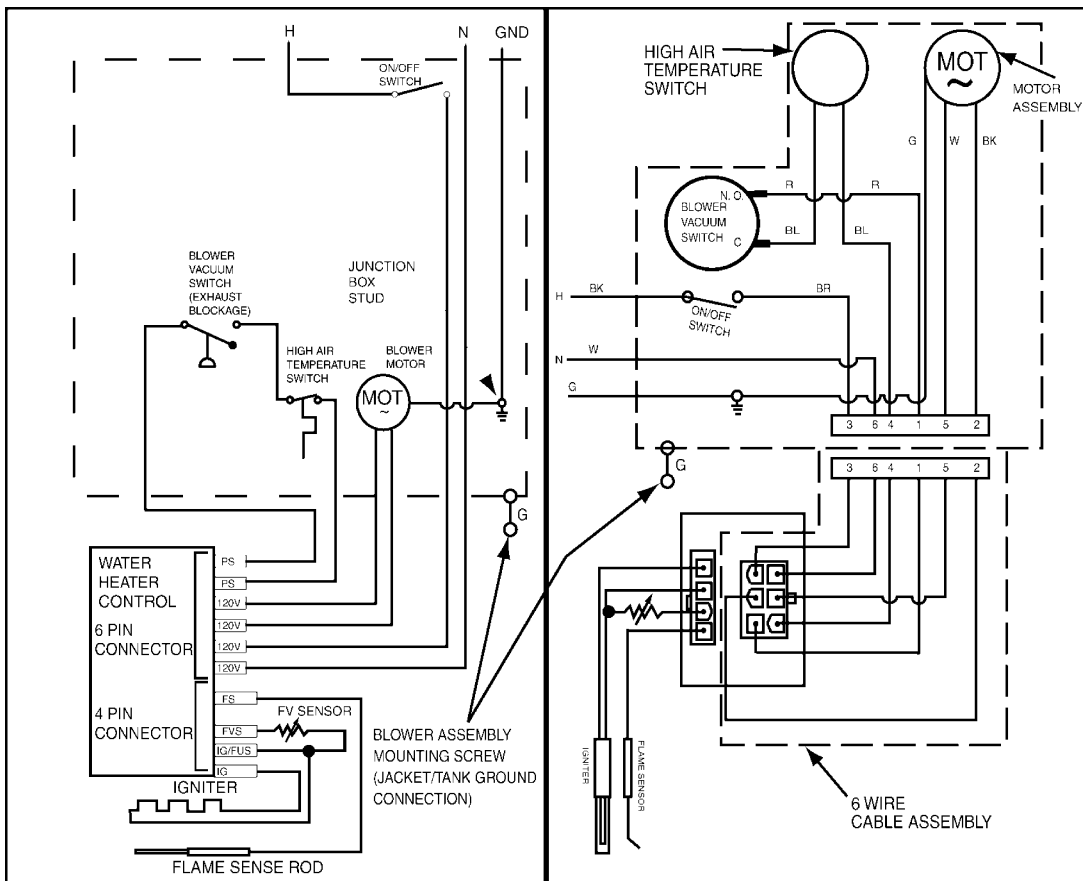 H
N
GND
ON/OFF
SWITCH
BLOWER
VACUUM
SWITCH
(EXHAUST
BLOCKAGE)
JUNCTION
BOX
STUD
HIGH AIR
TEMPERATURE
SWITCH
BLOWER
MOTOR
MOT
~
G
WATER
HEATER
CONTROL
6 PIN
CONNECTOR
4 PIN
CONNECTOR
PS
PS
120V
120V
120V
120V
FS
FVS
IG/FUS
IG
FV SENSOR
IGNITER
FLAME SENSE ROD
BLOWER ASSEMBLY
MOUNTING SCREW
(JACKET/TANK GROUND
CONNECTION)
HIGH AIR
TEMPERATURE
SWITCH
MOT
~
MOTOR
ASSEMBLY
G
W
BK
N. O.
R
R
BLOWER
VACUUM
SWITCH
C
BL
BL
H
BK
BR
ON/OFF
SWITCH
N
W
G
3 6 4 1 5 2
G
3 6 4 1 5 2
IGNITER
FLAME SENSOR
6 WIRE
CABLE ASSEMBLY